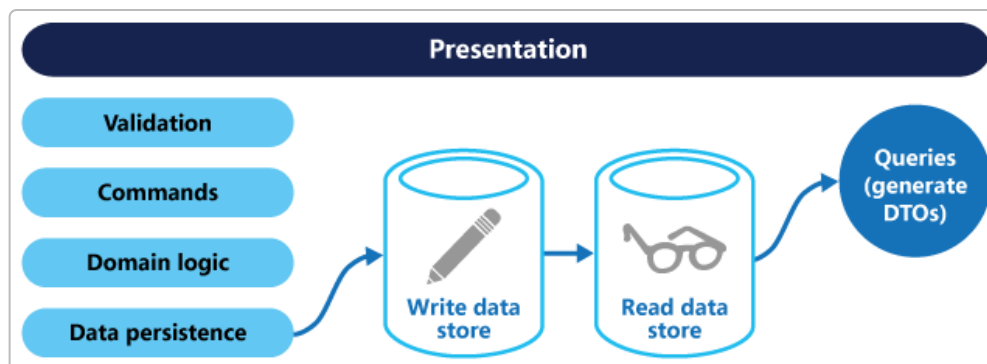 Presentation
Validation
Commands
Domain logic
Data persistence
Write data
store
Read data
store
Queries
(generate
DTOs)